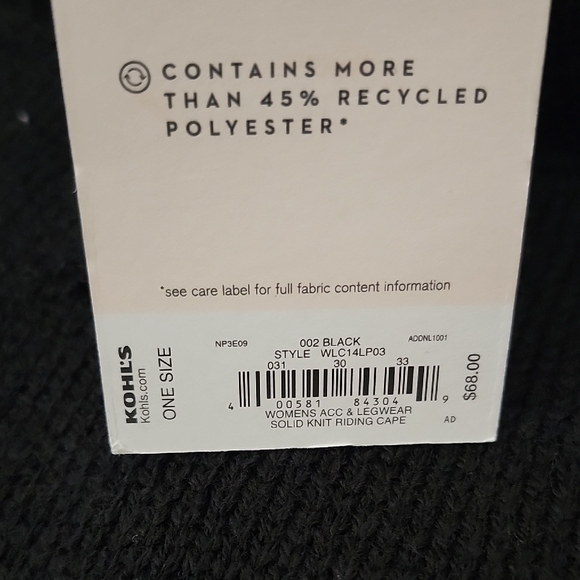 CONTAINS MORE
THAN 45% RECYCLED
POLYESTER*
*see care label for full fabric content information
KOHL'S
Kohls.com
ONE SIZE
NP3E09
002 BLACK
ADDNL1001
STYLE WLC14LP03
031 30 33
4 00581 84304 9
WOMENS ACC & LEGWEAR
SOLID KNIT RIDING CAPE
AD
$68.00